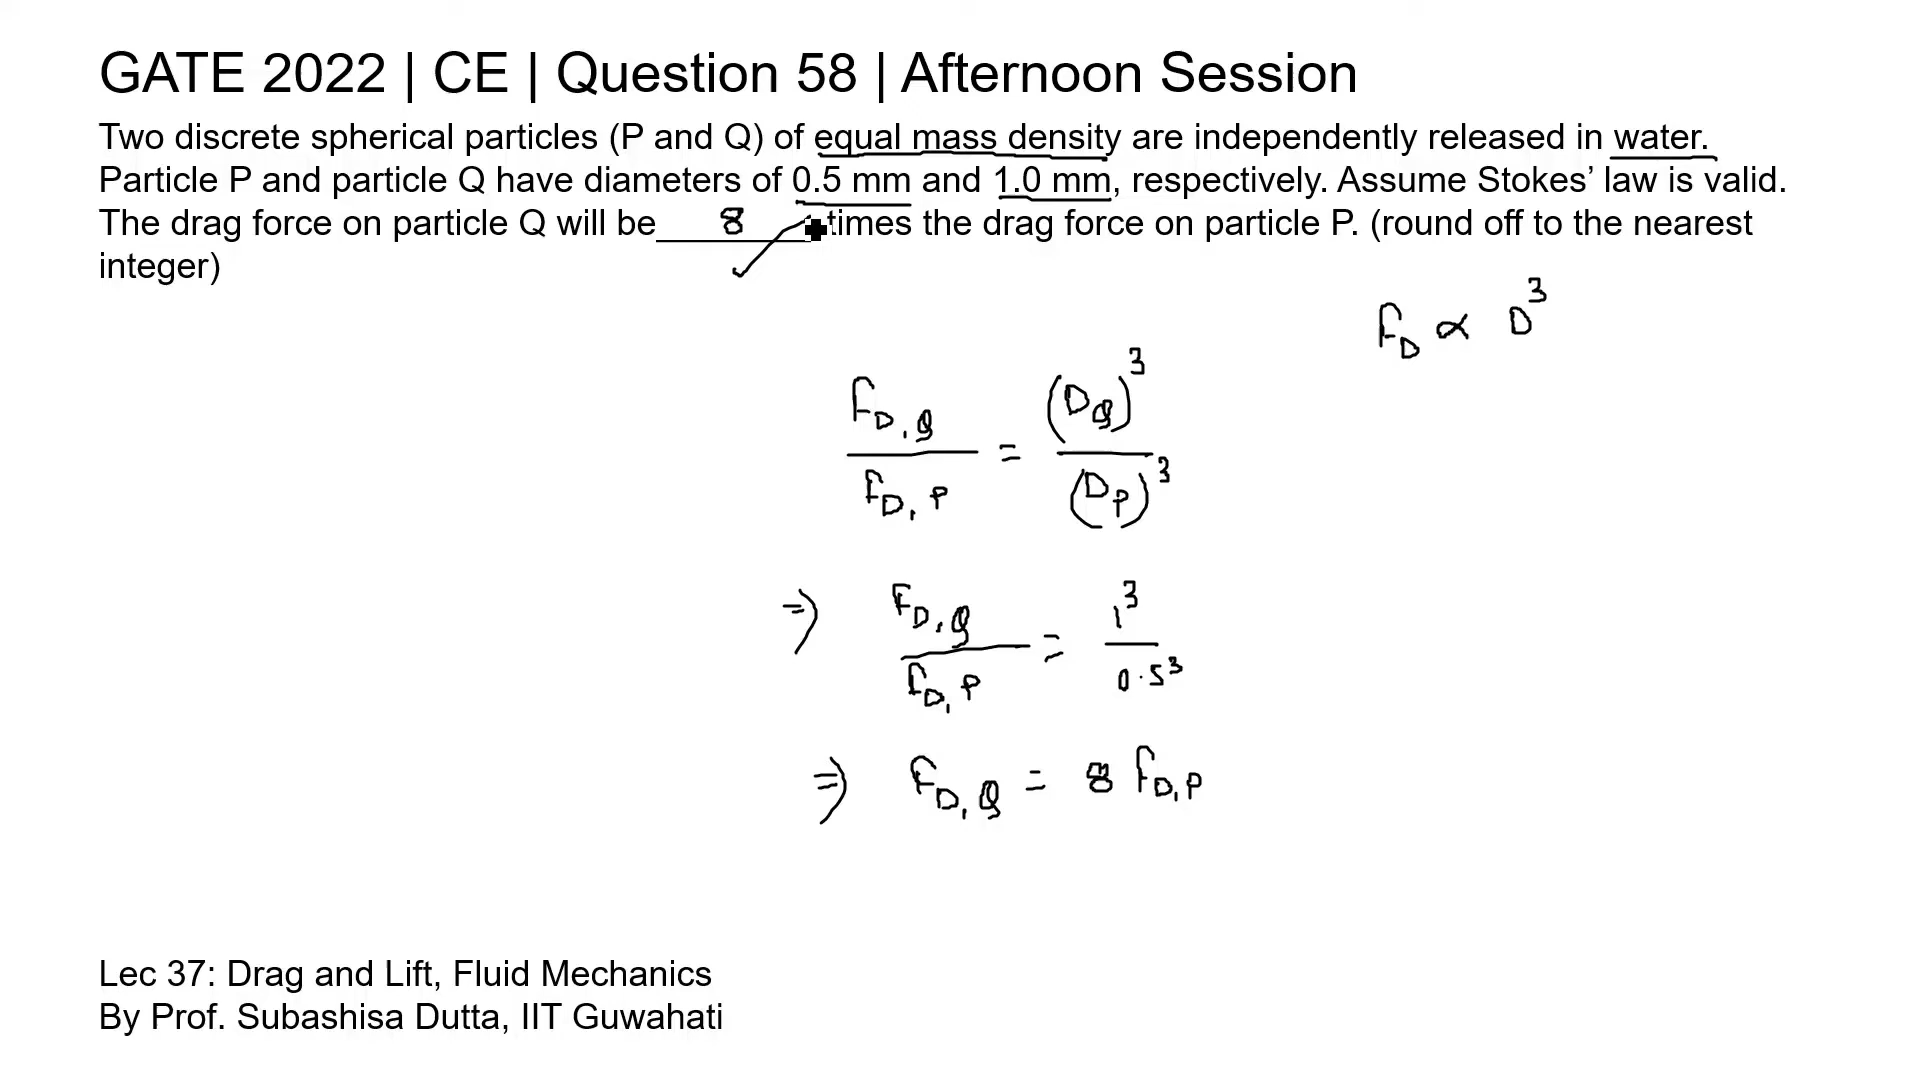 GATE 2022 | CE | Question 58 | Afternoon Session
Two discrete spherical particles (P and Q) of equal mass density are independently released in water.
Particle P and particle Q have diameters of 0.5 mm and 1.0 mm, respectively. Assume Stokes' law is valid.
The drag force on particle Q will be 8 times the drag force on particle P. (round off to the nearest
integer)
F_D ∝ D^3
F_D,Q / F_D,P = (D_Q)^3 / (D_P)^3
⇒ F_D,Q / F_D,P = 1^3 / 0.5^3
⇒ F_D,Q = 8 F_D,P
Lec 37: Drag and Lift, Fluid Mechanics
By Prof. Subashisa Dutta, IIT Guwahati